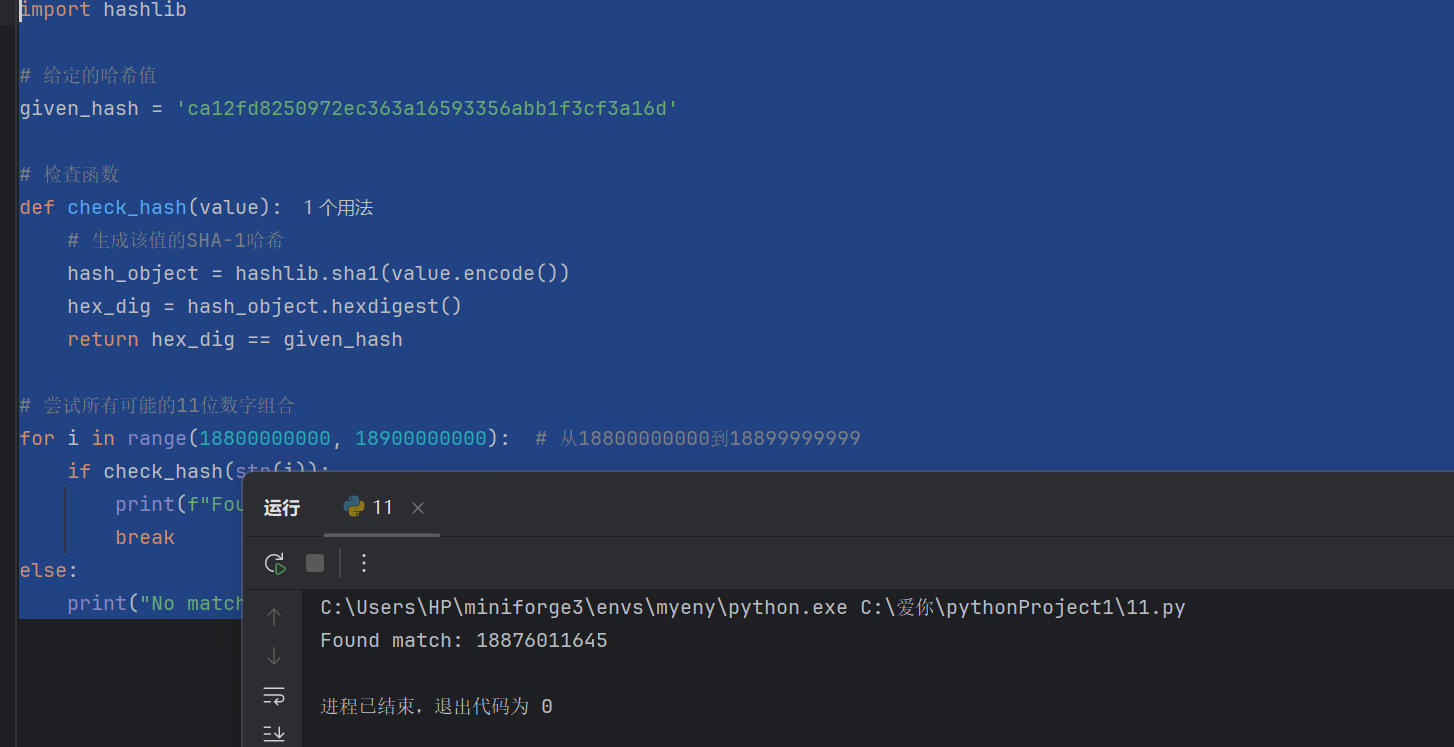 import hashlib
# 给定的哈希值
given_hash = 'ca12fd8250972ec363a16593356abb1f3cf3a16d'
# 检查函数
def check_hash(value): 1 个用法
# 生成该值的SHA-1哈希
hash_object = hashlib.sha1(value.encode())
hex_dig = hash_object.hexdigest()
return hex_dig == given_hash
# 尝试所有可能的11位数字组合
for i in range(18800000000, 18900000000): # 从18800000000到18899999999
if check_hash(str(i)):
print(f"Fou
break
else:
print("No match
运行 11
C:\Users\HP\miniforge3\envs\myeny\python.exe C:\爱你\pythonProject1\11.py
Found match: 18876011645
进程已结束，退出代码为 0